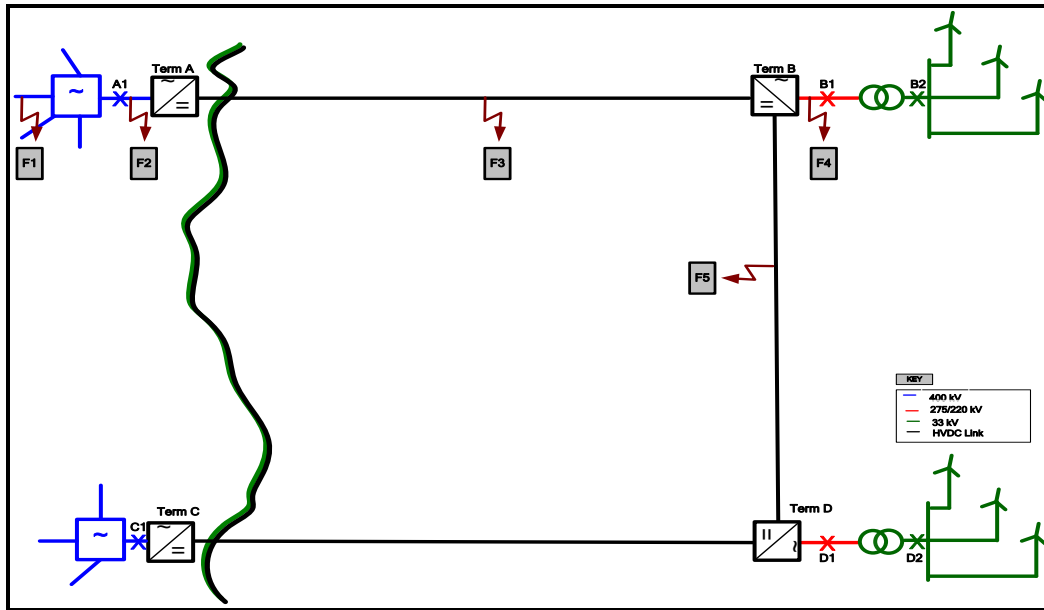 Term A
Term B
A1
B1
B2
~
~
=
~
=
F1
F2
F3
F4
F5
KEY
400 kV
275/220 kV
33 kV
HVDC Link
Term C
Term D
C1
~
~
=
=
~
D1
D2